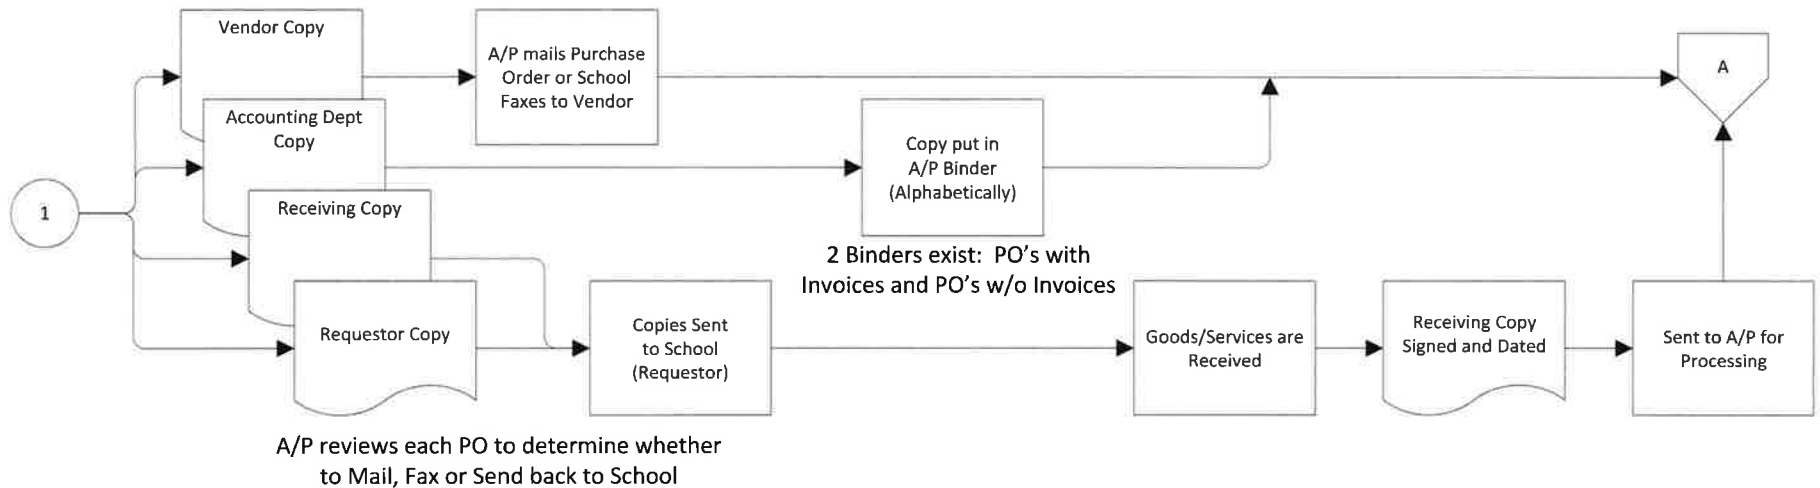 1
Vendor Copy
Accounting Dept
Copy
Receiving Copy
Requestor Copy
A/P reviews each PO to determine whether
to Mail, Fax or Send back to School
A/P mails Purchase
Order or School
Faxes to Vendor
Copies Sent
to School
(Requestor)
Copy put in
A/P Binder
(Alphabetically)
2 Binders exist:  PO’s with
Invoices and PO’s w/o Invoices
Goods/Services are
Received
Receiving Copy
Signed and Dated
Sent to A/P for
Processing
A